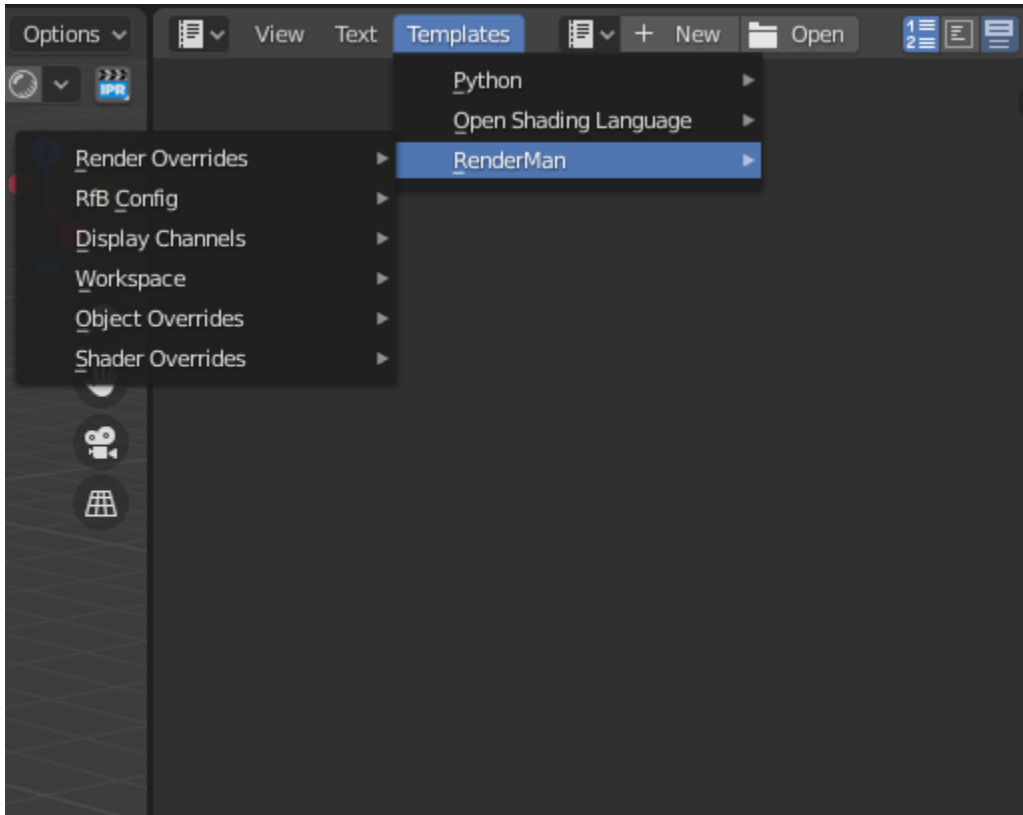 Options View Text Templates New Open
IPR
Python
Open Shading Language
RenderMan
Render Overrides
RfB Config
Display Channels
Workspace
Object Overrides
Shader Overrides